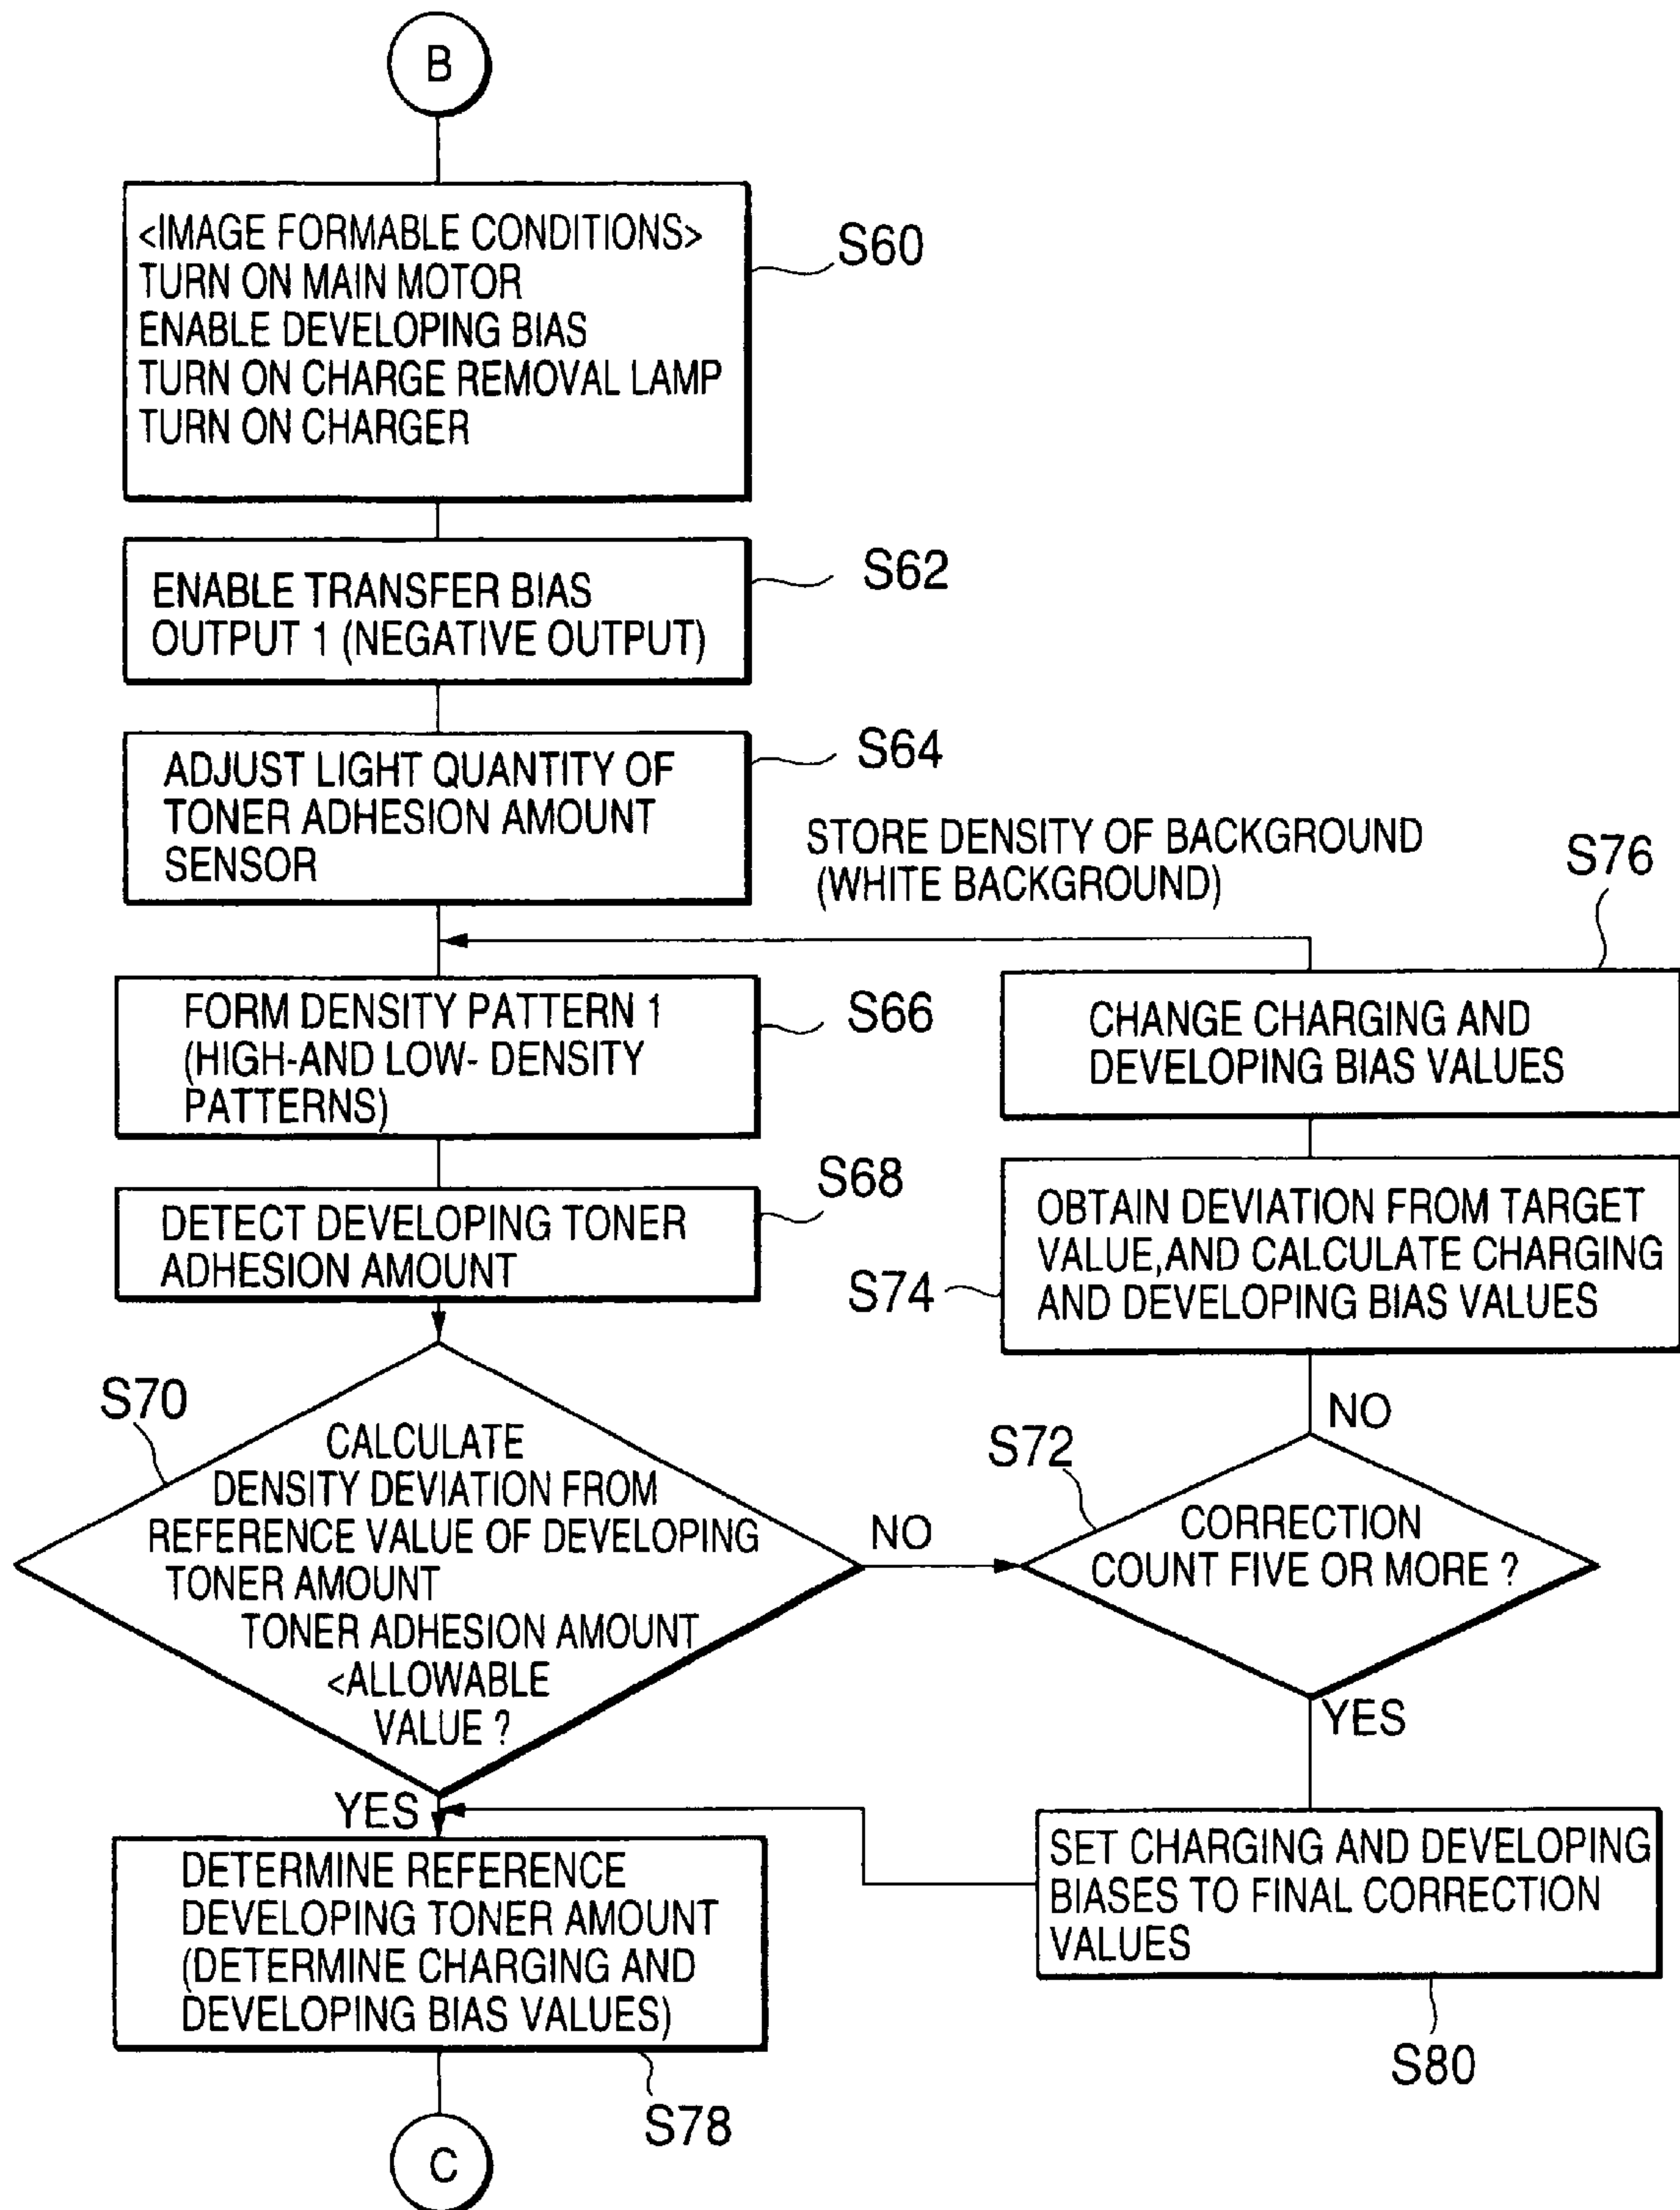 B
<IMAGE FORMABLE CONDITIONS>
TURN ON MAIN MOTOR
ENABLE DEVELOPING BIAS
TURN ON CHARGE REMOVAL LAMP
TURN ON CHARGER
S60
ENABLE TRANSFER BIAS
OUTPUT 1 (NEGATIVE OUTPUT)
S62
ADJUST LIGHT QUANTITY OF
TONER ADHESION AMOUNT
SENSOR
S64
STORE DENSITY OF BACKGROUND
(WHITE BACKGROUND)
S76
FORM DENSITY PATTERN 1
(HIGH-AND LOW- DENSITY
PATTERNS)
S66
CHANGE CHARGING AND
DEVELOPING BIAS VALUES
DETECT DEVELOPING TONER
ADHESION AMOUNT
S68
OBTAIN DEVIATION FROM TARGET
VALUE,AND CALCULATE CHARGING
AND DEVELOPING BIAS VALUES
S74
S70
CALCULATE
DENSITY DEVIATION FROM
REFERENCE VALUE OF DEVELOPING
TONER AMOUNT
TONER ADHESION AMOUNT
<ALLOWABLE
VALUE ?
NO
S72
NO
CORRECTION
COUNT FIVE OR MORE ?
YES
YES
DETERMINE REFERENCE
DEVELOPING TONER AMOUNT
(DETERMINE CHARGING AND
DEVELOPING BIAS VALUES)
S78
SET CHARGING AND DEVELOPING
BIASES TO FINAL CORRECTION
VALUES
S80
C